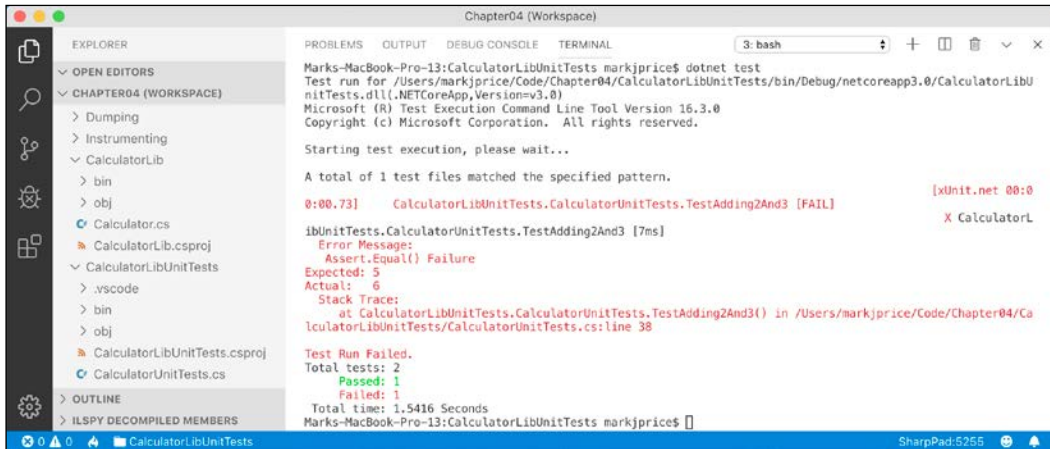 Chapter04 (Workspace)
EXPLORER
OPEN EDITORS
CHAPTER04 (WORKSPACE)
Dumping
Instrumenting
CalculatorLib
bin
obj
Calculator.cs
CalculatorLib.csproj
CalculatorLibUnitTests
.vscode
bin
obj
CalculatorLibUnitTests.csproj
CalculatorUnitTests.cs
OUTLINE
ILSPY DECOMPILED MEMBERS
PROBLEMS OUTPUT DEBUG CONSOLE TERMINAL 3: bash
Marks-MacBook-Pro-13:CalculatorLibUnitTests markjprice$ dotnet test
Test run for /Users/markjprice/Code/Chapter04/CalculatorLibUnitTests/bin/Debug/netcoreapp3.0/CalculatorLibU
nitTests.dll(.NETCoreApp,Version=v3.0)
Microsoft (R) Test Execution Command Line Tool Version 16.3.0
Copyright (c) Microsoft Corporation. All rights reserved.
Starting test execution, please wait...
A total of 1 test files matched the specified pattern.
[xUnit.net 00:0
0:00.73] CalculatorLibUnitTests.CalculatorUnitTests.TestAdding2And3 [FAIL]
X CalculatorL
ibUnitTests.CalculatorUnitTests.TestAdding2And3 [7ms]
Error Message:
Assert.Equal() Failure
Expected: 5
Actual: 6
Stack Trace:
at CalculatorLibUnitTests.CalculatorUnitTests.TestAdding2And3() in /Users/markjprice/Code/Chapter04/Ca
lculatorLibUnitTests/CalculatorUnitTests.cs:line 38
Test Run Failed.
Total tests: 2
Passed: 1
Failed: 1
Total time: 1.5416 Seconds
Marks-MacBook-Pro-13:CalculatorLibUnitTests markjprice$
0 0 CalculatorLibUnitTests SharpPad:5255